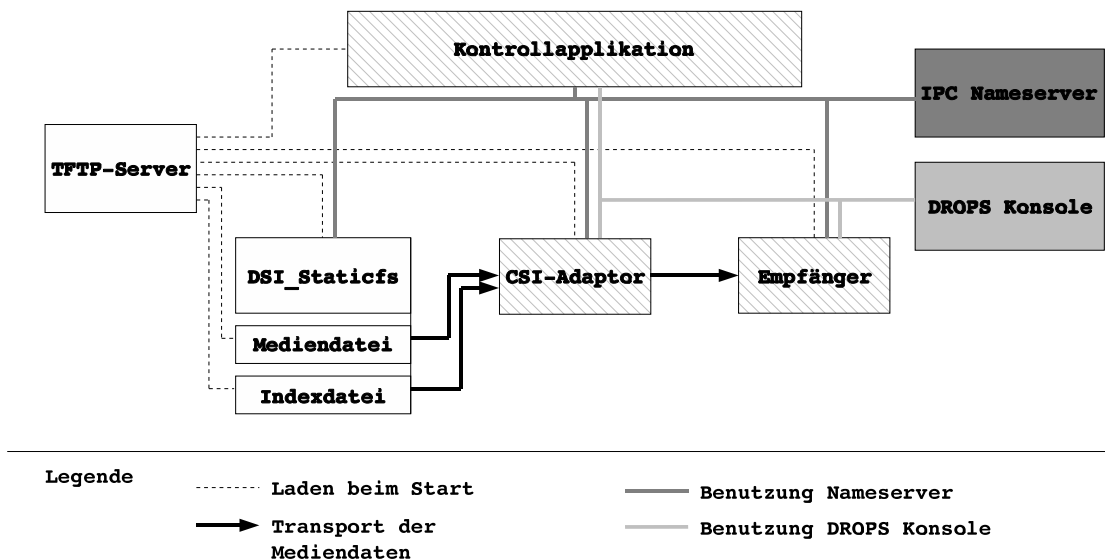 Kontrollapplikation
IPC Nameserver
TFTP-Server
DROPS Konsole
DSI_Staticfs
CSI-Adaptor
Empfänger
Mediendatei
Indexdatei
Legende
Laden beim Start
Benutzung Nameserver
Transport der
Mediendaten
Benutzung DROPS Konsole